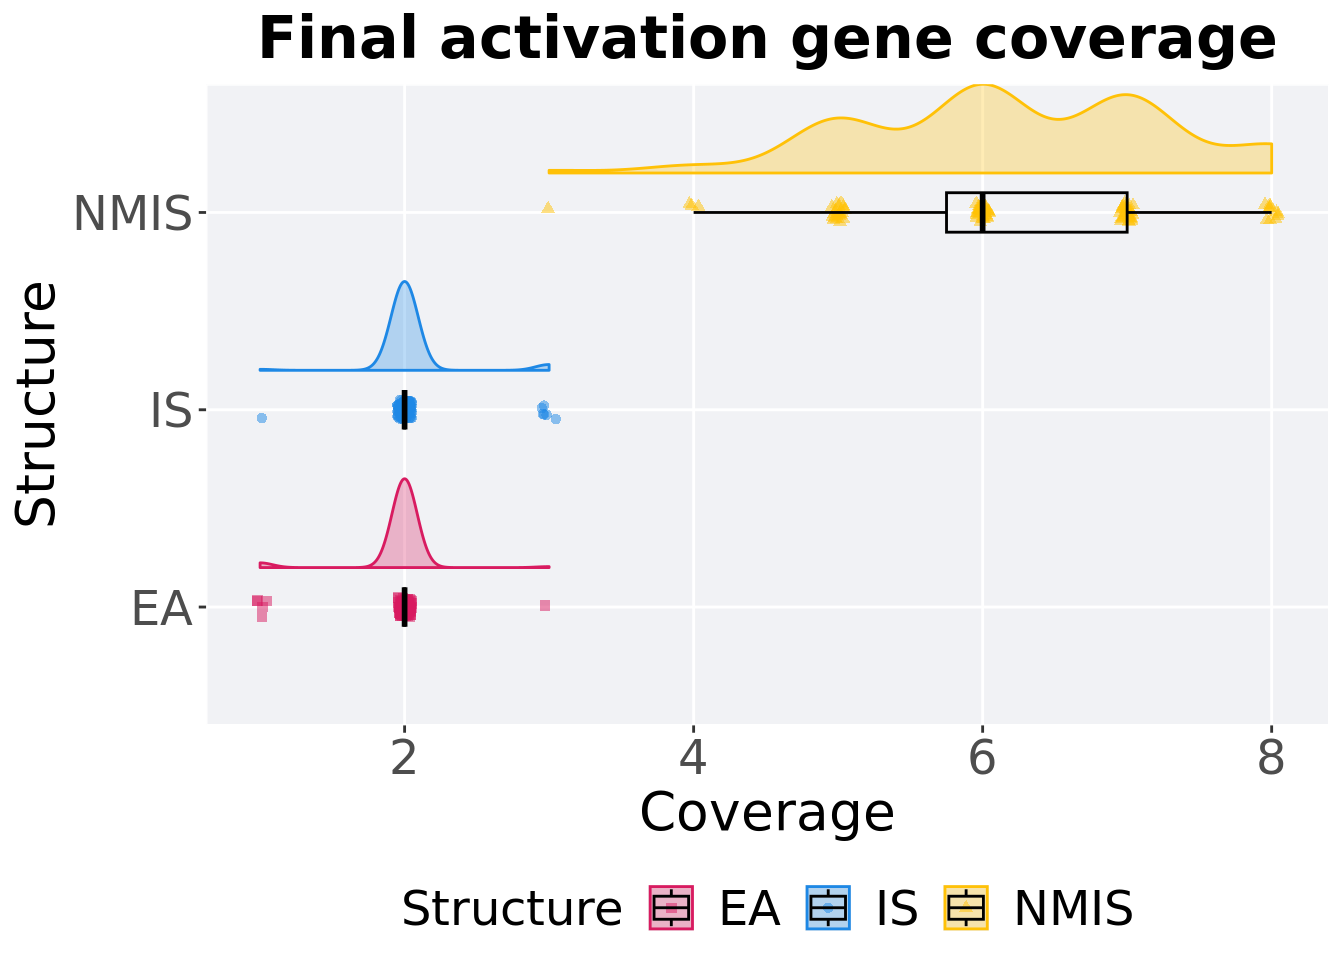 Final activation gene coverage
Structure
NMIS
IS
EA
2 4 6 8
Coverage
Structure EA IS NMIS